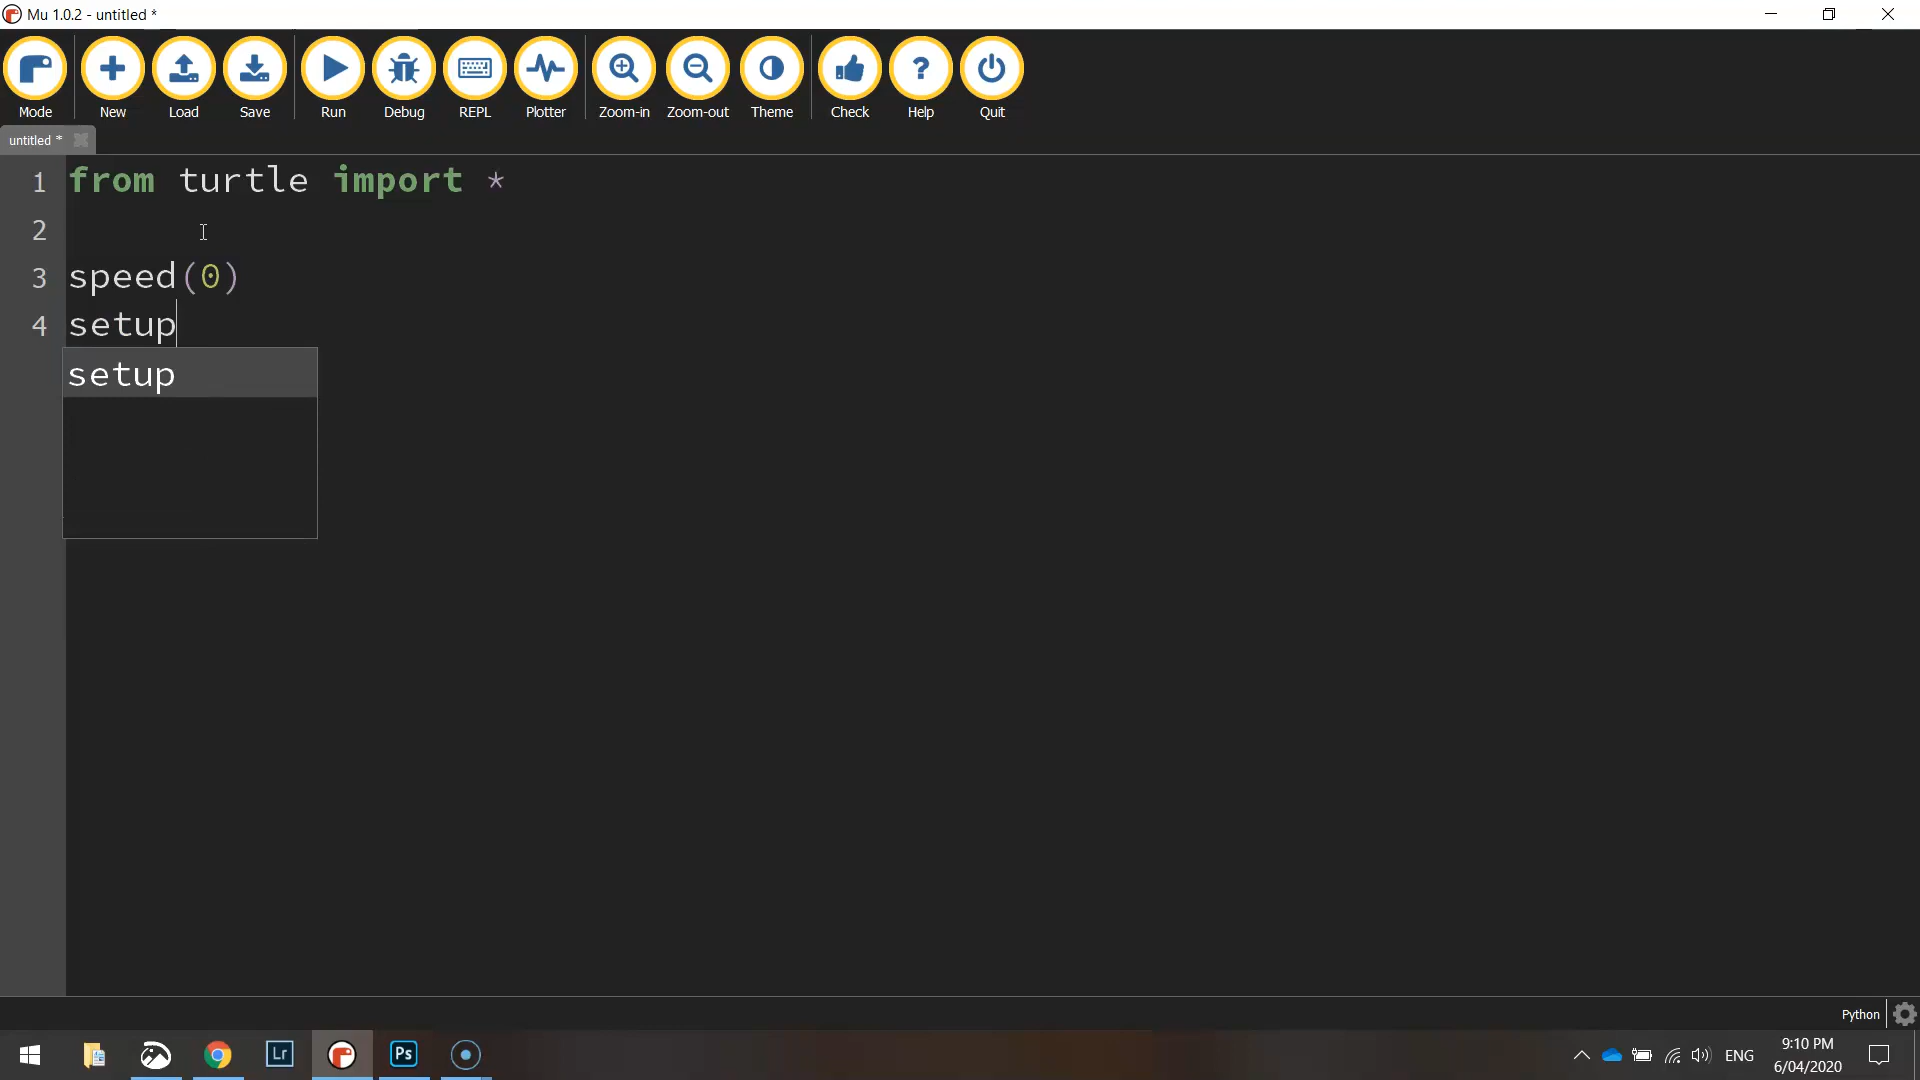 Mu 1.0.2 - untitled *
Mode New Load Save Run Debug REPL Plotter Zoom-in Zoom-out Theme Check Help Quit
untitled *
1 from turtle import *
2
3 speed(0)
4 setup
setup
Python
Lr Ps ENG 9:10 PM
6/04/2020